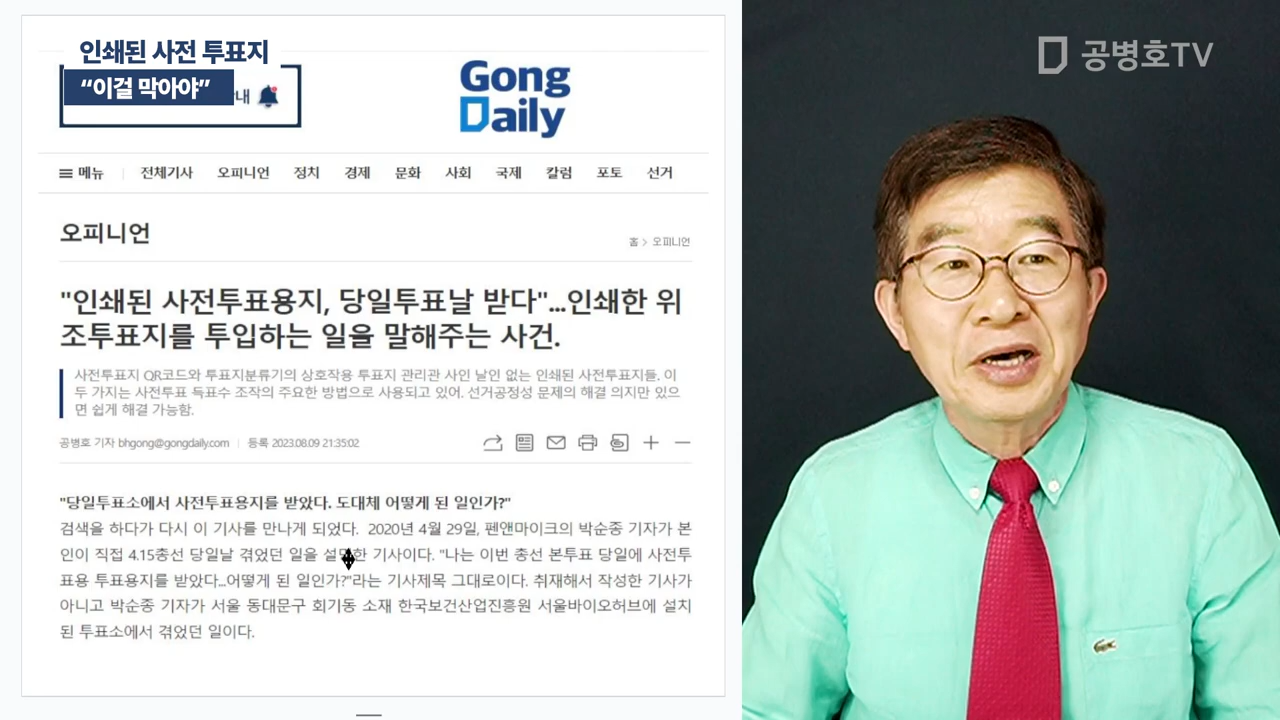 인쇄된 사전 투표지
“이걸 막아야”
내
Gong
Daily
공병호TV
메뉴 전체기사 오피니언 정치 경제 문화 사회 국제 칼럼 포토 선거
오피니언
홈 > 오피니언
"인쇄된 사전투표용지, 당일투표날 받다"...인쇄한 위
조투표지를 투입하는 일을 말해주는 사건.
사전투표지 QR코드와 투표지분류기의 상호작용 투표지 관리관 사인 날인 없는 인쇄된 사전투표지들. 이
두 가지는 사전투표 득표수 조작의 주요한 방법으로 사용되고 있어. 선거공정성 문제의 해결 의지만 있으
면 쉽게 해결 가능함.
공병호 기자 bhgong@gongdaily.com 등록 2023.08.09 21:35:02
"당일투표소에서 사전투표용지를 받았다. 도대체 어떻게 된 일인가?"
검색을 하다가 다시 이 기사를 만나게 되었다. 2020년 4월 29일, 펜앤마이크의 박순종 기자가 본
인이 직접 4.15총선 당일날 겪었던 일을 설명한 기사이다. "나는 이번 총선 본투표 당일에 사전투
표용 투표용지를 받았다...어떻게 된 일인가?"라는 기사제목 그대로이다. 취재해서 작성한 기사가
아니고 박순종 기자가 서울 동대문구 회기동 소재 한국보건산업진흥원 서울바이오허브에 설치
된 투표소에서 겪었던 일이다.